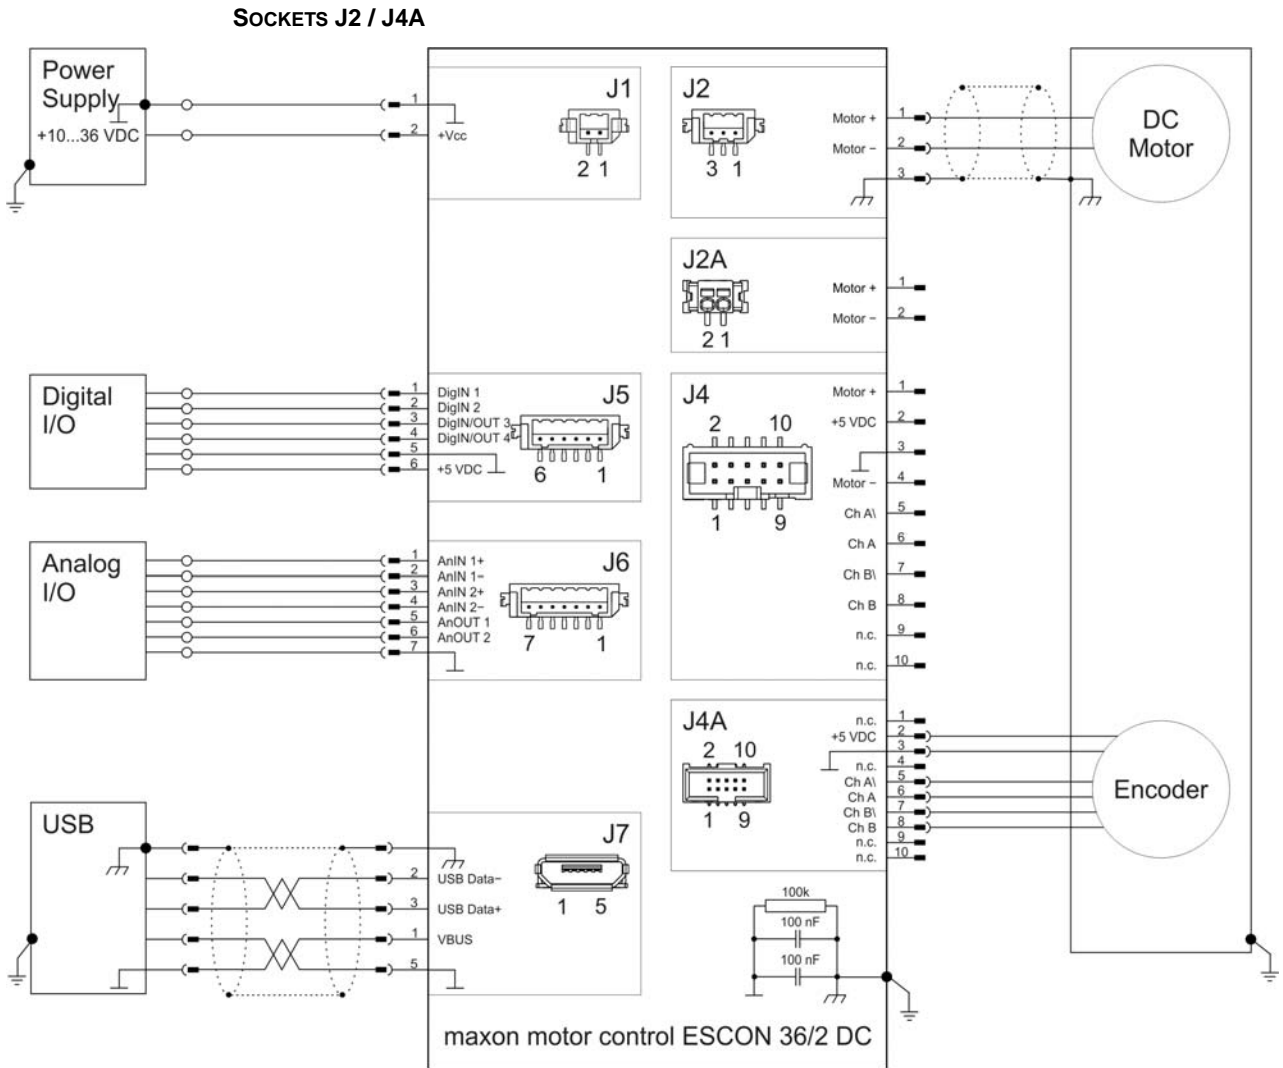 SOCKETS J2 / J4A
Power
Supply
+10...36 VDC
1
2
+Vcc
J1
2 1
J2
3 1
Motor +
Motor −
1
2
3
DC
Motor
J2A
2 1
Motor +
Motor −
1
2
Digital
I/O
1
2
3
4
5
6
DigIN 1
DigIN 2
DigIN/OUT 3
DigIN/OUT 4
+5 VDC
J5
6 1
J4
2 10
1 9
Motor +
+5 VDC
Motor −
Ch A\
Ch A
Ch B\
Ch B
n.c.
n.c.
1
2
3
4
5
6
7
8
9
10
Analog
I/O
1
2
3
4
5
6
7
AnIN 1+
AnIN 1−
AnIN 2+
AnIN 2−
AnOUT 1
AnOUT 2
J6
7 1
J4A
2 10
1 9
n.c.
+5 VDC
n.c.
Ch A\
Ch A
Ch B\
Ch B
n.c.
n.c.
1
2
3
4
5
6
7
8
9
10
Encoder
USB
2
3
1
5
USB Data−
USB Data+
VBUS
J7
1 5
100k
100 nF
100 nF
maxon motor control ESCON 36/2 DC